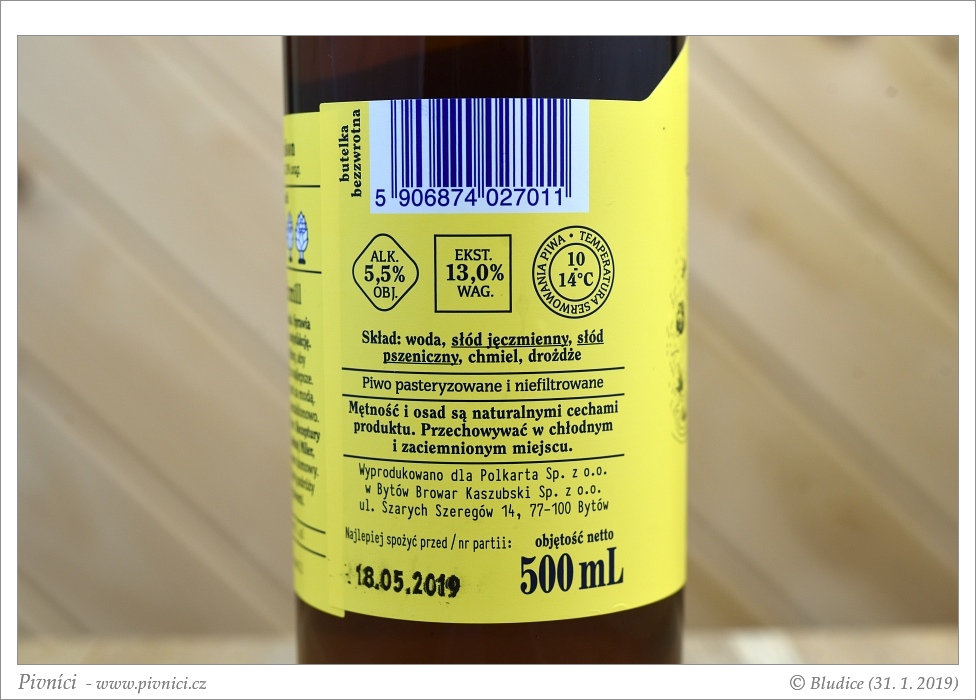 butelka
bezzwrotna
5 906874 027011
ALK.
5,5%
OBJ.
EKST.
13,0%
WAG.
TEMPERATURA SERWOWANIA PIWA •
10
-
14°C
Skład: woda, słód jęczmienny, słód
pszeniczny, chmiel, drożdże
Piwo pasteryzowane i niefiltrowane
Mętność i osad są naturalnymi cechami
produktu. Przechowywać w chłodnym
i zaciemnionym miejscu.
Wyprodukowano dla Polkarta Sp. z o.o.
w Bytów Browar Kaszubski Sp. z o.o.
ul. Szarych Szeregów 14, 77-100 Bytów
Najlepiej spożyć przed / nr partii:
18.05.2019
objętość netto
500 mL
Pivníci - www.pivnici.cz
© Bludice (31. 1. 2019)